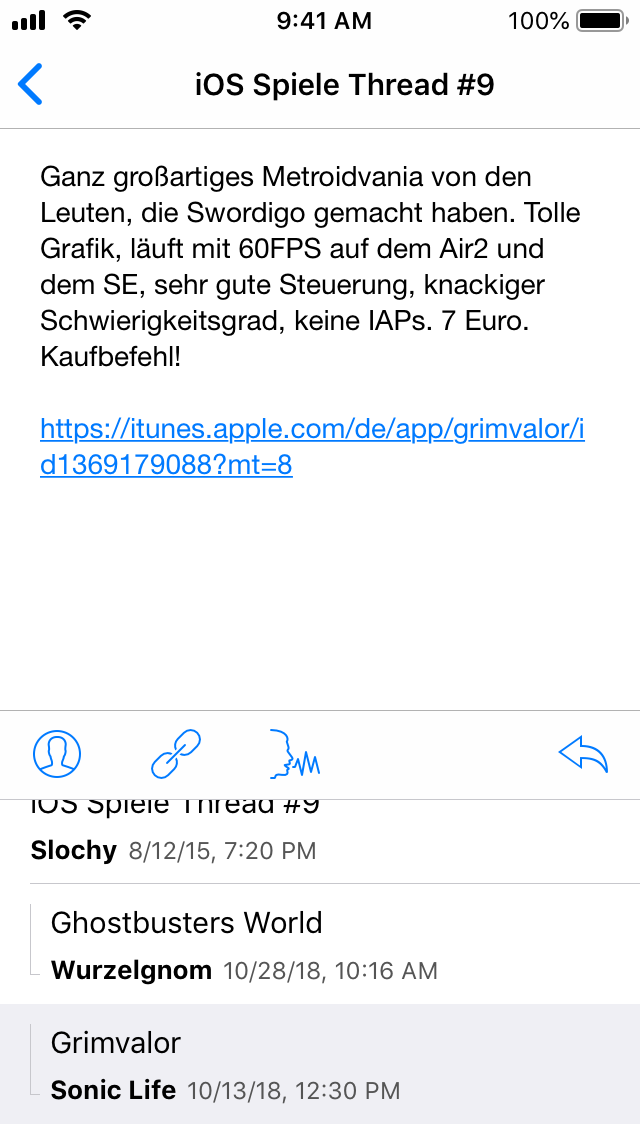 9:41 AM
100%
iOS Spiele Thread #9
Ganz großartiges Metroidvania von den
Leuten, die Swordigo gemacht haben. Tolle
Grafik, läuft mit 60FPS auf dem Air2 und
dem SE, sehr gute Steuerung, knackiger
Schwierigkeitsgrad, keine IAPs. 7 Euro.
Kaufbefehl!
https://itunes.apple.com/de/app/grimvalor/i
d1369179088?mt=8
iOS Spiele Thread #9
Slochy 8/12/15, 7:20 PM
Ghostbusters World
Wurzelgnom 10/28/18, 10:16 AM
Grimvalor
Sonic Life 10/13/18, 12:30 PM